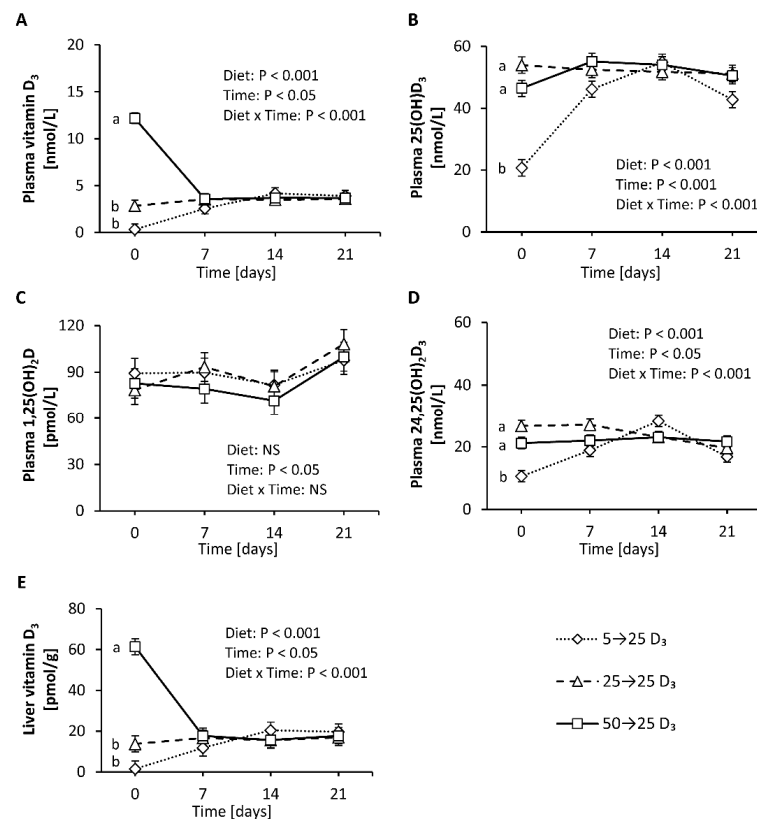 A
Plasma vitamin D₃
[nmol/L]
20
15
10
5
0
a
b
b
Diet: P < 0.001
Time: P < 0.05
Diet x Time: P < 0.001
0 7 14 21
Time [days]
B
Plasma 25(OH)D₃
[nmol/L]
60
40
20
0
a
a
b
Diet: P < 0.001
Time: P < 0.001
Diet x Time: P < 0.001
0 7 14 21
Time [days]
C
Plasma 1,25(OH)₂D
[pmol/L]
120
90
60
30
0
Diet: NS
Time: P < 0.05
Diet x Time: NS
0 7 14 21
Time [days]
D
Plasma 24,25(OH)₂D₃
[nmol/L]
60
40
20
0
a
a
b
Diet: P < 0.001
Time: P < 0.05
Diet x Time: P < 0.001
0 7 14 21
Time [days]
E
Liver vitamin D₃
[pmol/g]
80
60
40
20
0
a
b
b
Diet: P < 0.001
Time: P < 0.05
Diet x Time: P < 0.001
0 7 14 21
Time [days]
5→25 D₃
25→25 D₃
50→25 D₃